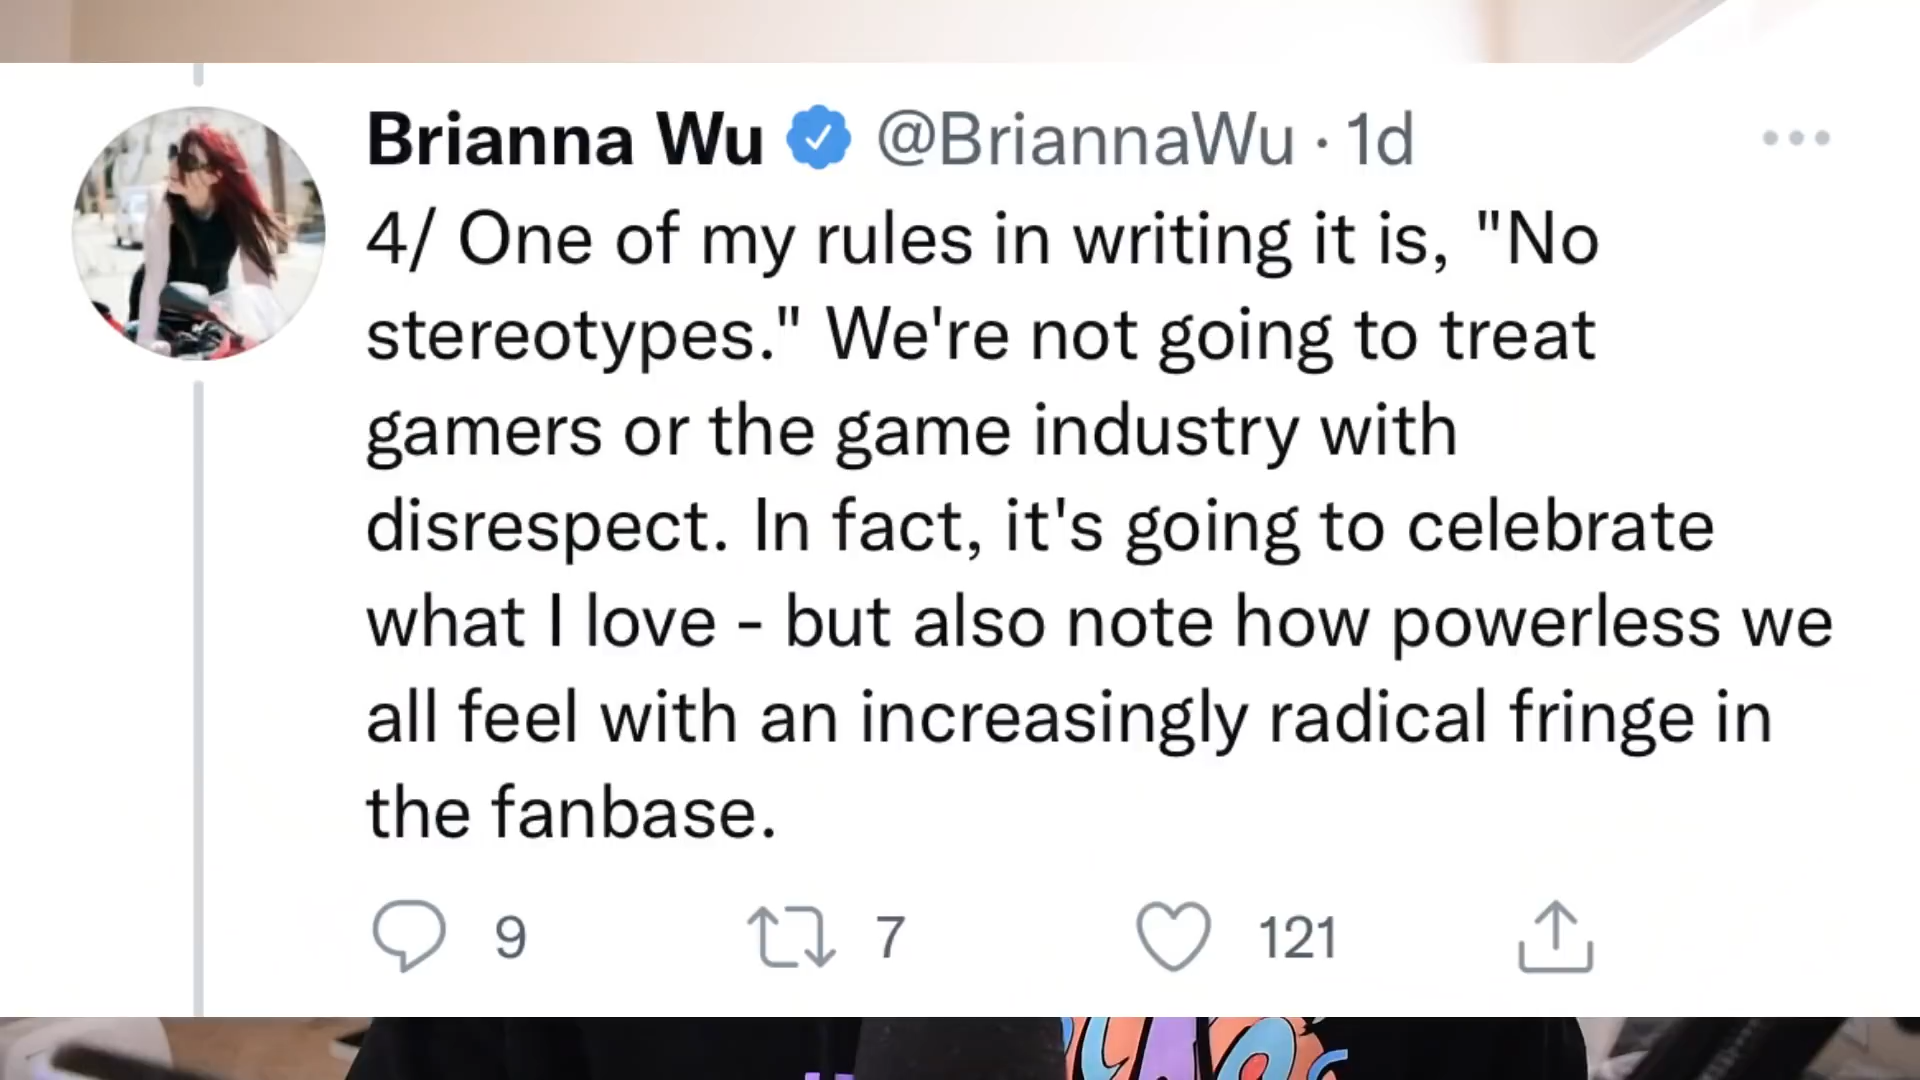 Brianna Wu @BriannaWu · 1d
4/ One of my rules in writing it is, "No
stereotypes." We're not going to treat
gamers or the game industry with
disrespect. In fact, it's going to celebrate
what I love - but also note how powerless we
all feel with an increasingly radical fringe in
the fanbase.
9 7 121